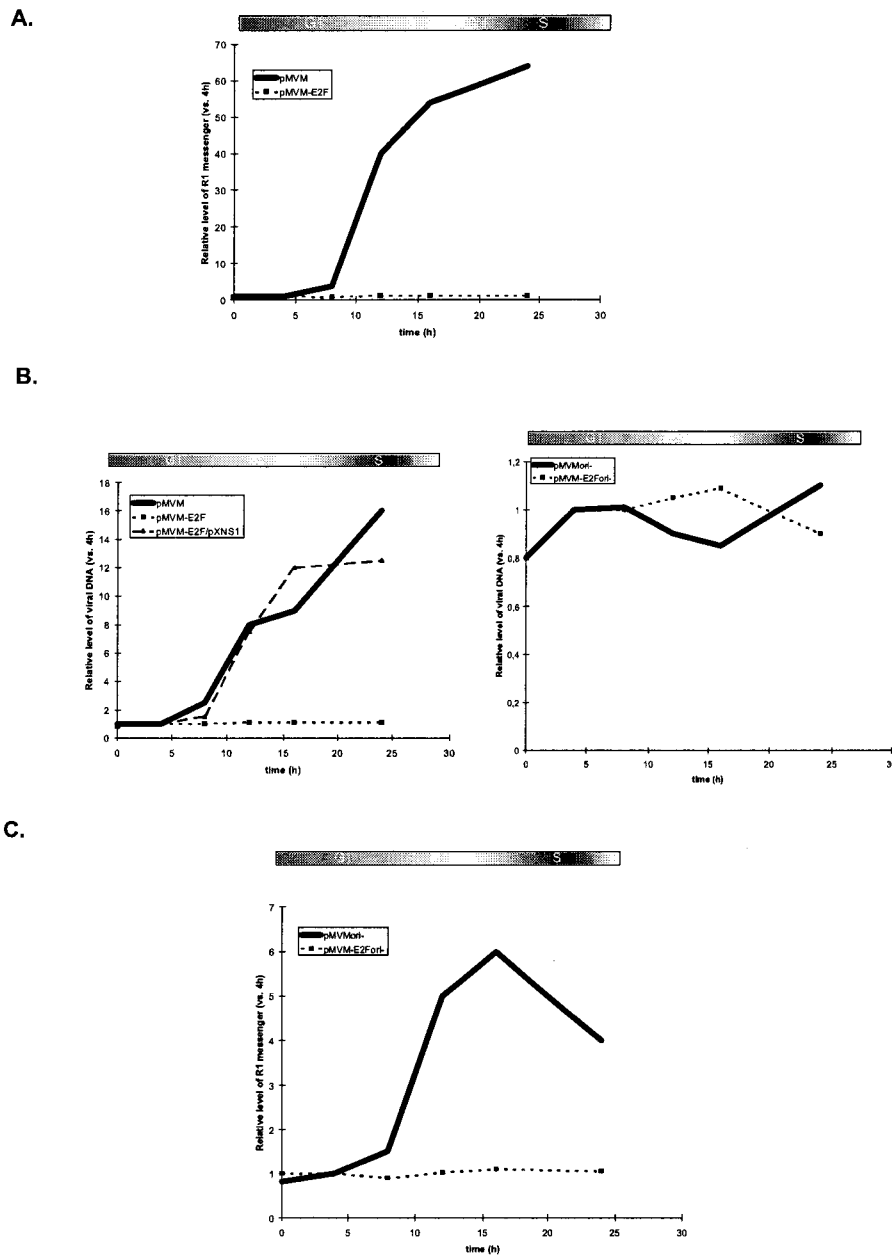 A.
G
S
70
60
50
40
30
20
10
0
Relative level of R1 messenger (vs. 4h)
pMVM
pMVM-E2F
0 5 10 15 20 25 30
time (h)
B.
S
18
16
14
12
10
8
6
4
2
0
Relative level of viral DNA (vs. 4h)
pMVM
pMVM-E2F
pMVM-E2F/pXNS1
0 5 10 15 20 25 30
time (h)
G
S
1,2
1
0,8
0,6
0,4
0,2
0
Relative level of viral DNA (vs. 4h)
pMVMori-
pMVM-E2Fori-
0 5 10 15 20 25 30
time (h)
C.
G
S
7
6
5
4
3
2
1
0
Relative level of R1 messenger (vs. 4h)
pMVMori-
pMVM-E2Fori-
0 5 10 15 20 25 30
time (h)